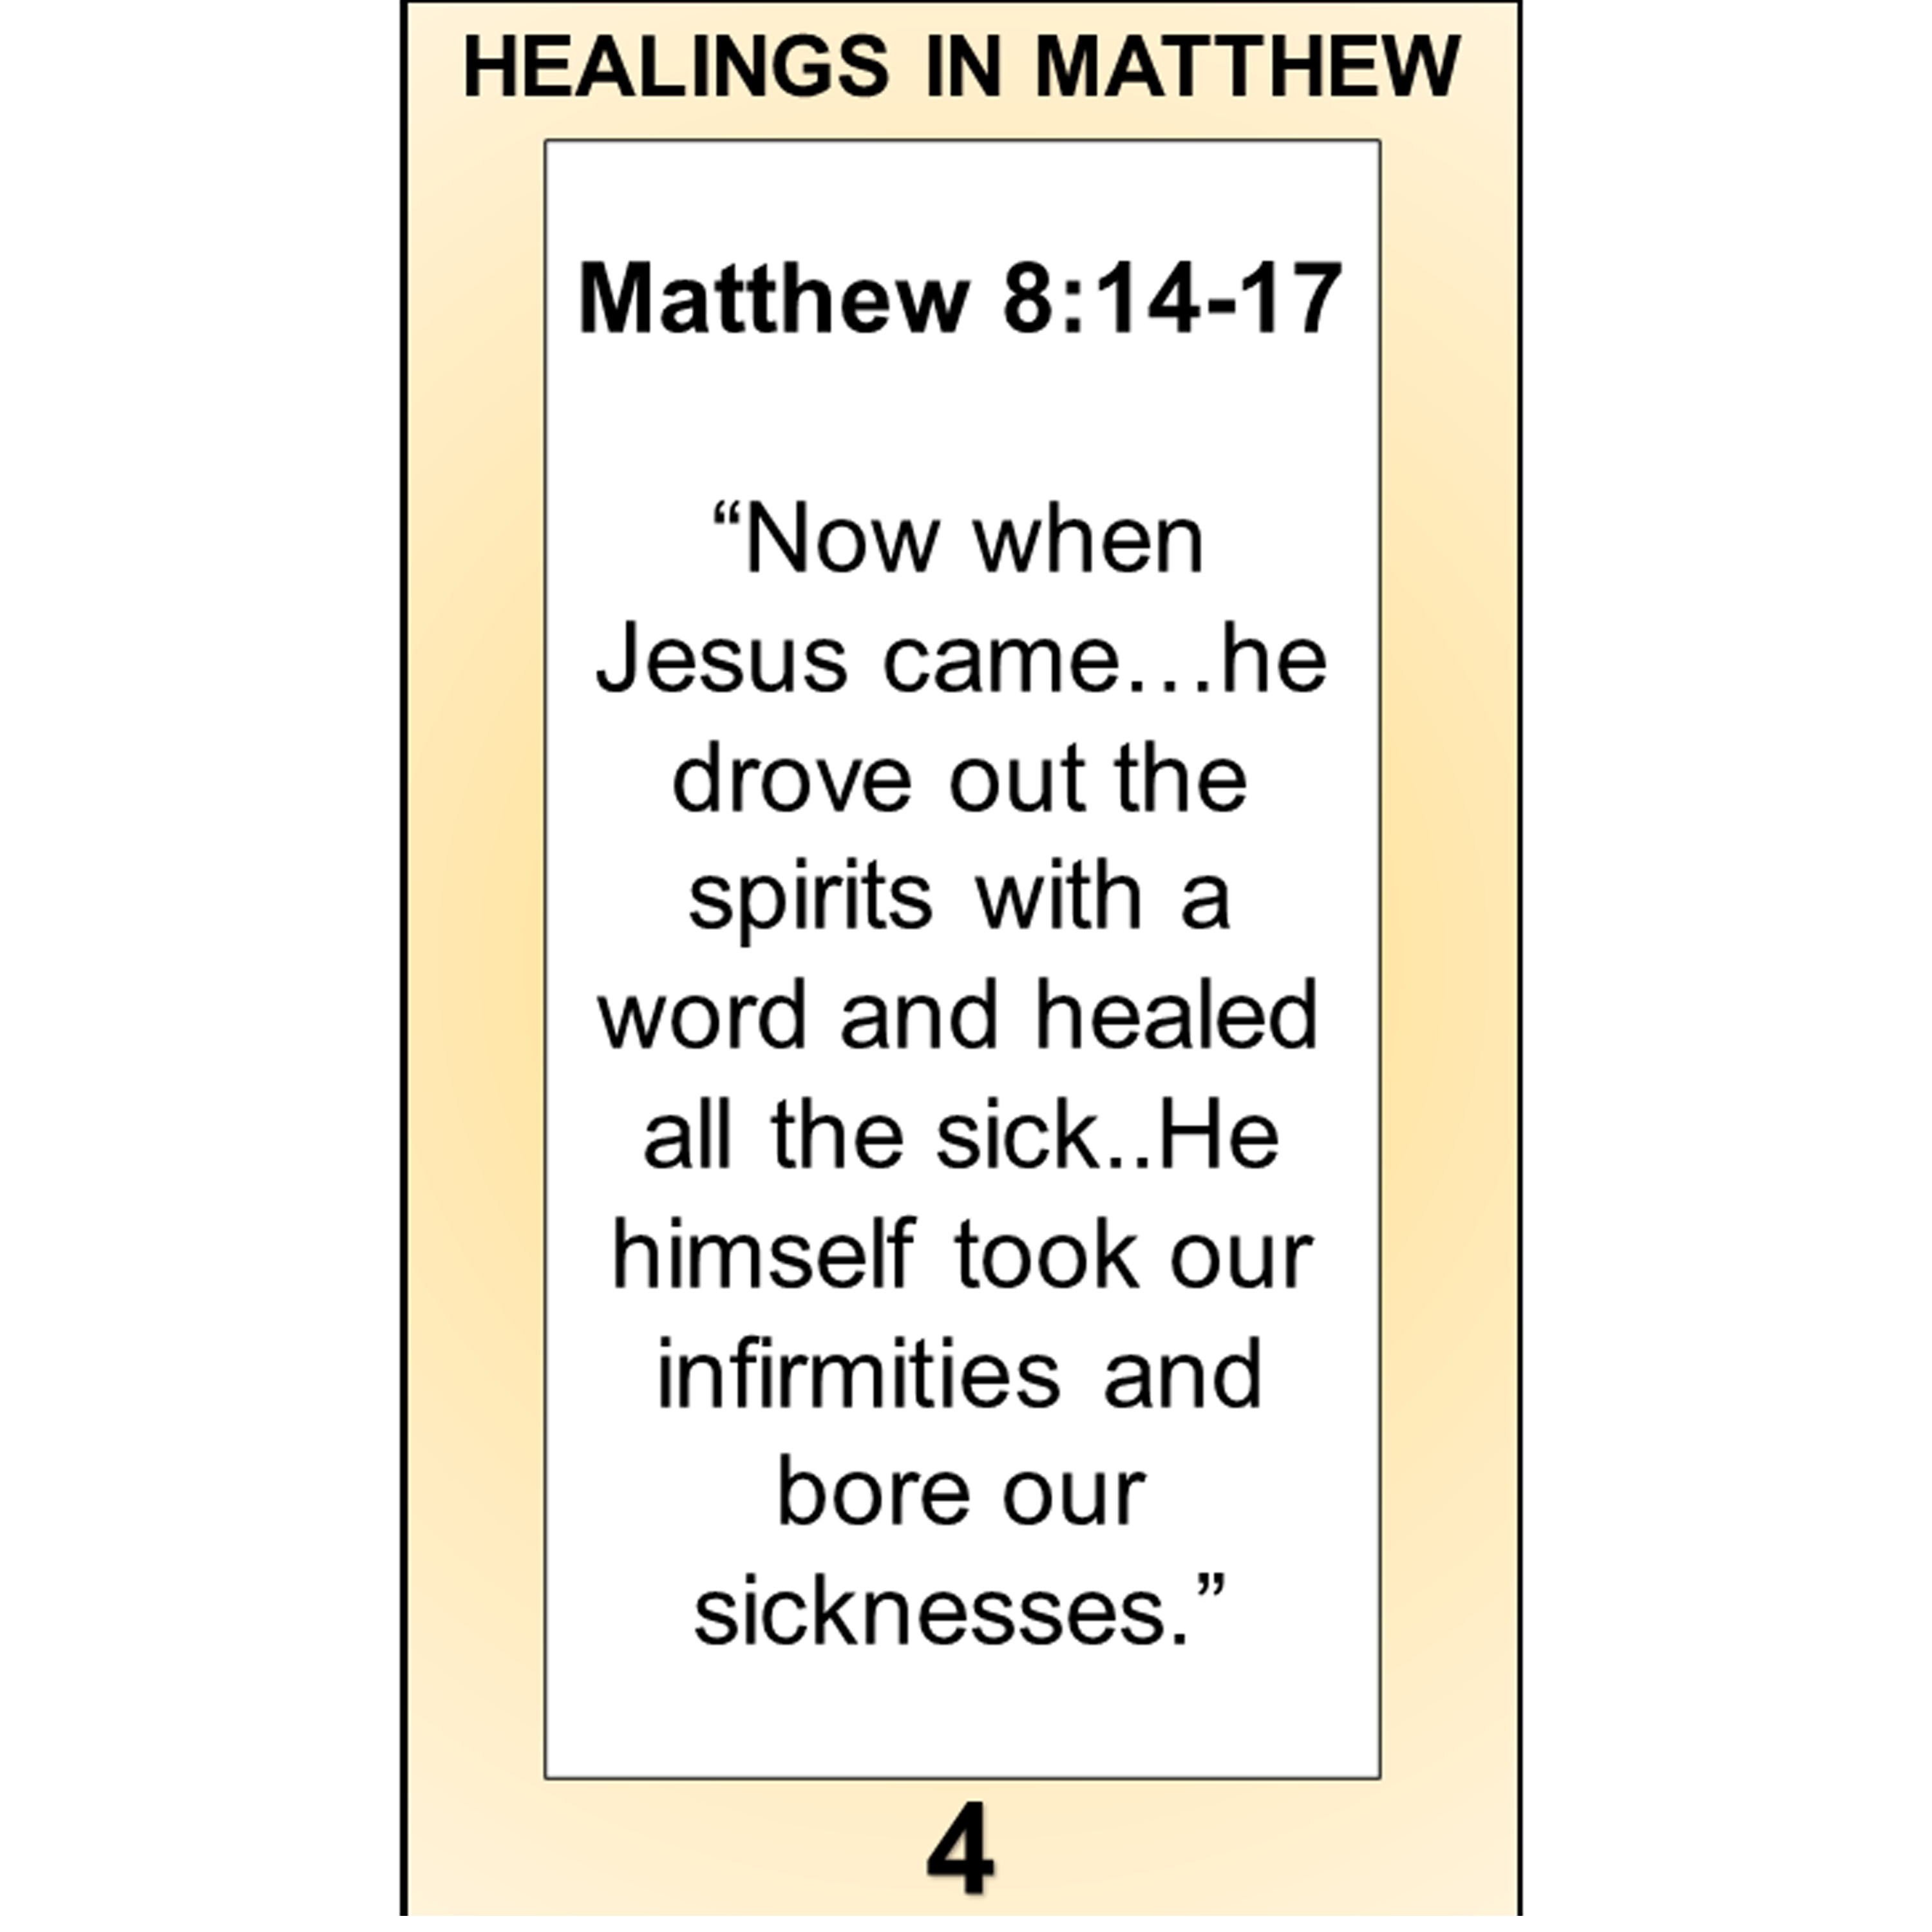 HEALINGS IN MATTHEW
Matthew 8:14-17
“Now when
Jesus came…he
drove out the
spirits with a
word and healed
all the sick..He
himself took our
infirmities and
bore our
sicknesses.”
4